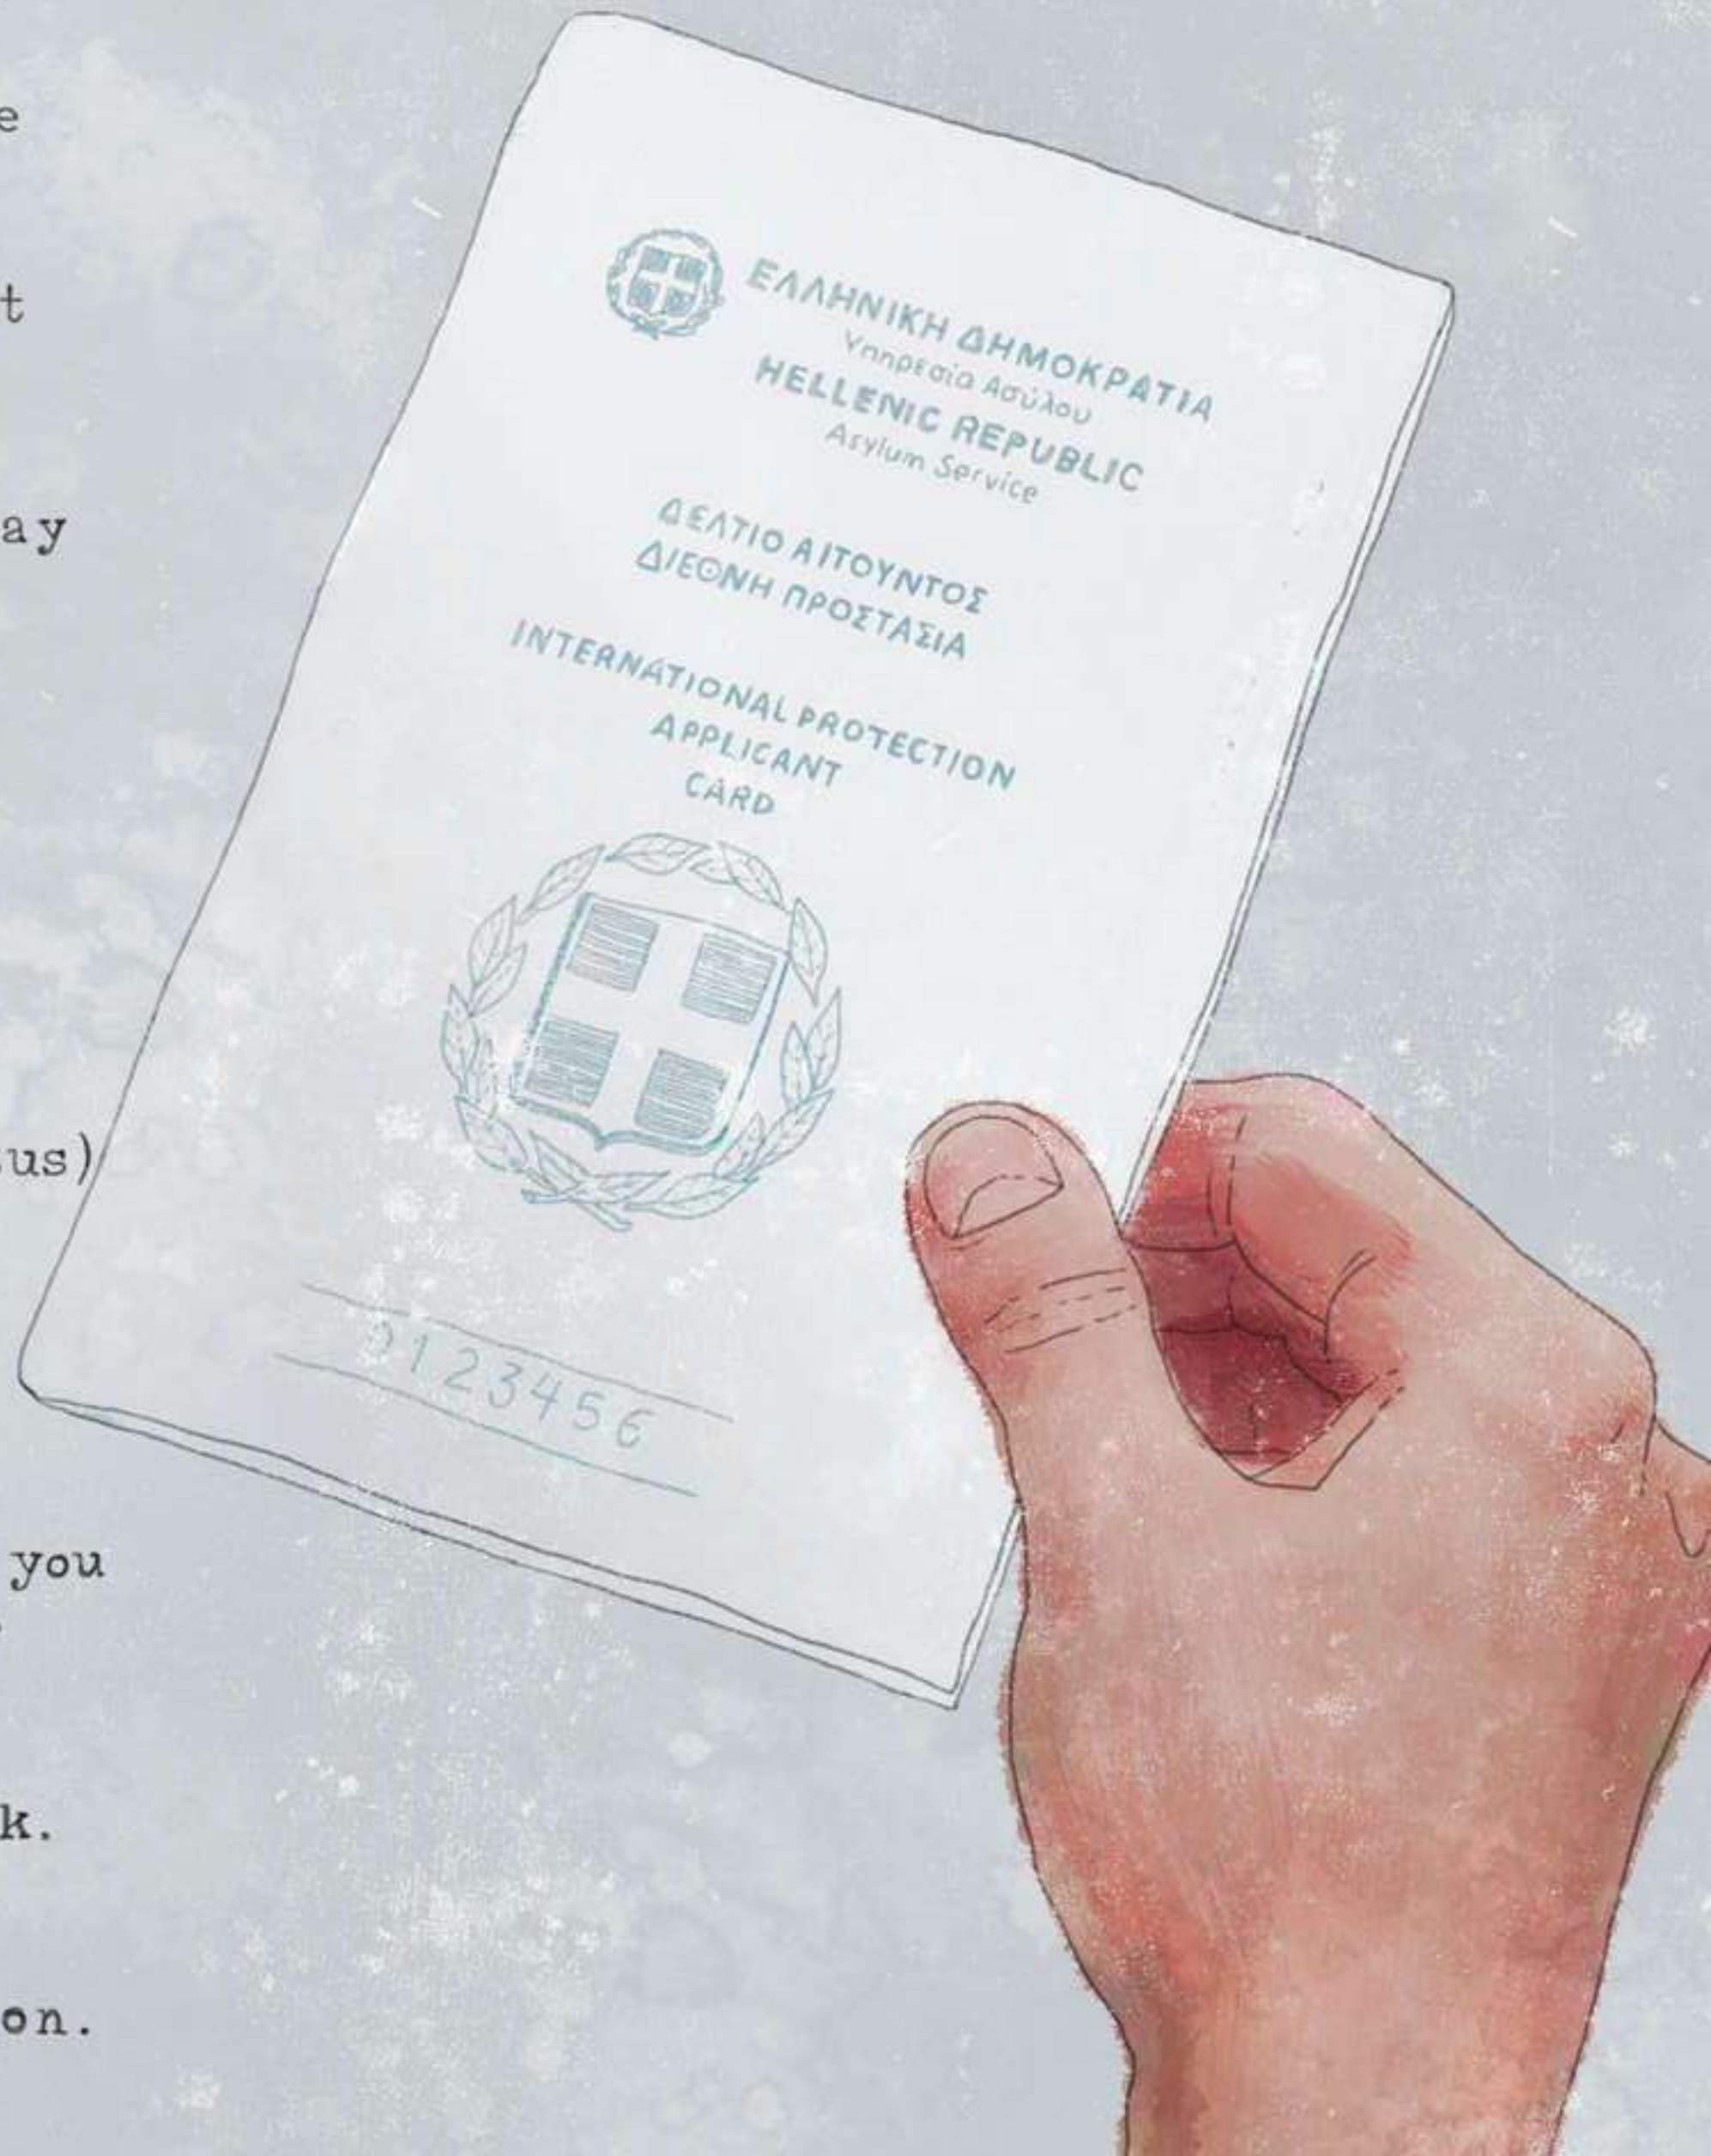 e
t
ay
us)
you
k.
on.
ΕΛΛΗΝΙΚΗ ΔΗΜΟΚΡΑΤΙΑ
Υπηρεσία Ασύλου
HELLENIC REPUBLIC
Asylum Service
ΔΕΛΤΙΟ ΑΙΤΟΥΝΤΟΣ
ΔΙΕΘΝΗ ΠΡΟΣΤΑΣΙΑ
INTERNATIONAL PROTECTION
APPLICANT
CARD
0123456